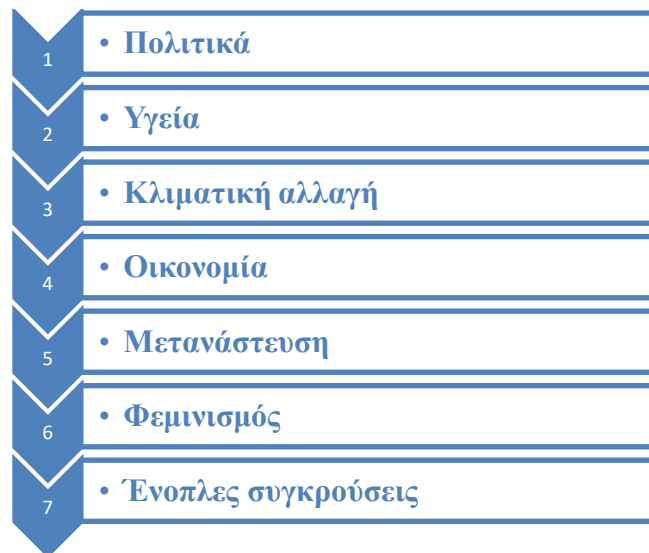 1 • Πολιτικά
2 • Υγεία
3 • Κλιματική αλλαγή
4 • Οικονομία
5 • Μετανάστευση
6 • Φεμινισμός
7 • Ένοπλες συγκρούσεις